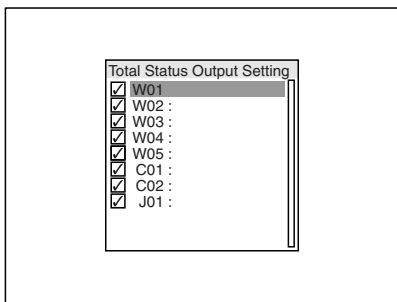 Total Status Output Setting
W01
W02 :
W03 :
W04 :
W05 :
C01 :
C02 :
J01 :